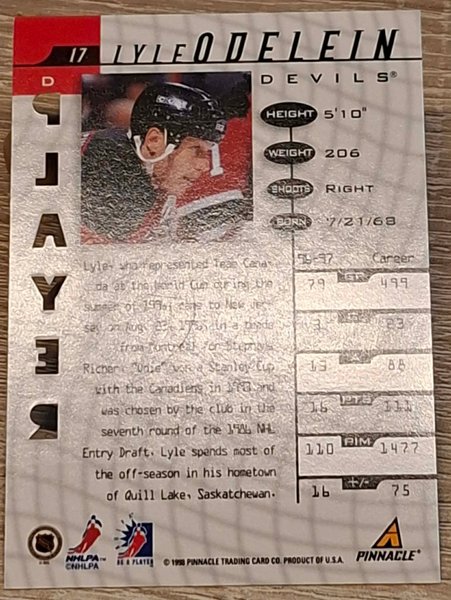 17 LYLE ODELEIN
D DEVILS®
HEIGHT 5'10"
WEIGHT 206
SHOOTS RIGHT
BORN 7/21/68
Lyle, who represented Team Cana-
da at the World Cup during the
summer of 1996, came to New Jer-
sey on Aug. 22, in a trade
from Montreal for Stephane
Richer. "Odie" won a Stanley Cup
with the Canadiens in 1993 and
was chosen by the club in the
seventh round of the 1986 NHL
Entry Draft. Lyle spends most of
the off-season in his hometown
of Quill Lake, Saskatchewan.
96-97 Career
79 GP 499
3 23
13 88
16 PTS 111
110 PIM 1477
16 +/- 75
NHLPA
©NHLPA
BE A PLAYER
© 1998 PINNACLE TRADING CARD CO. PRODUCT OF U.S.A.
PINNACLE®